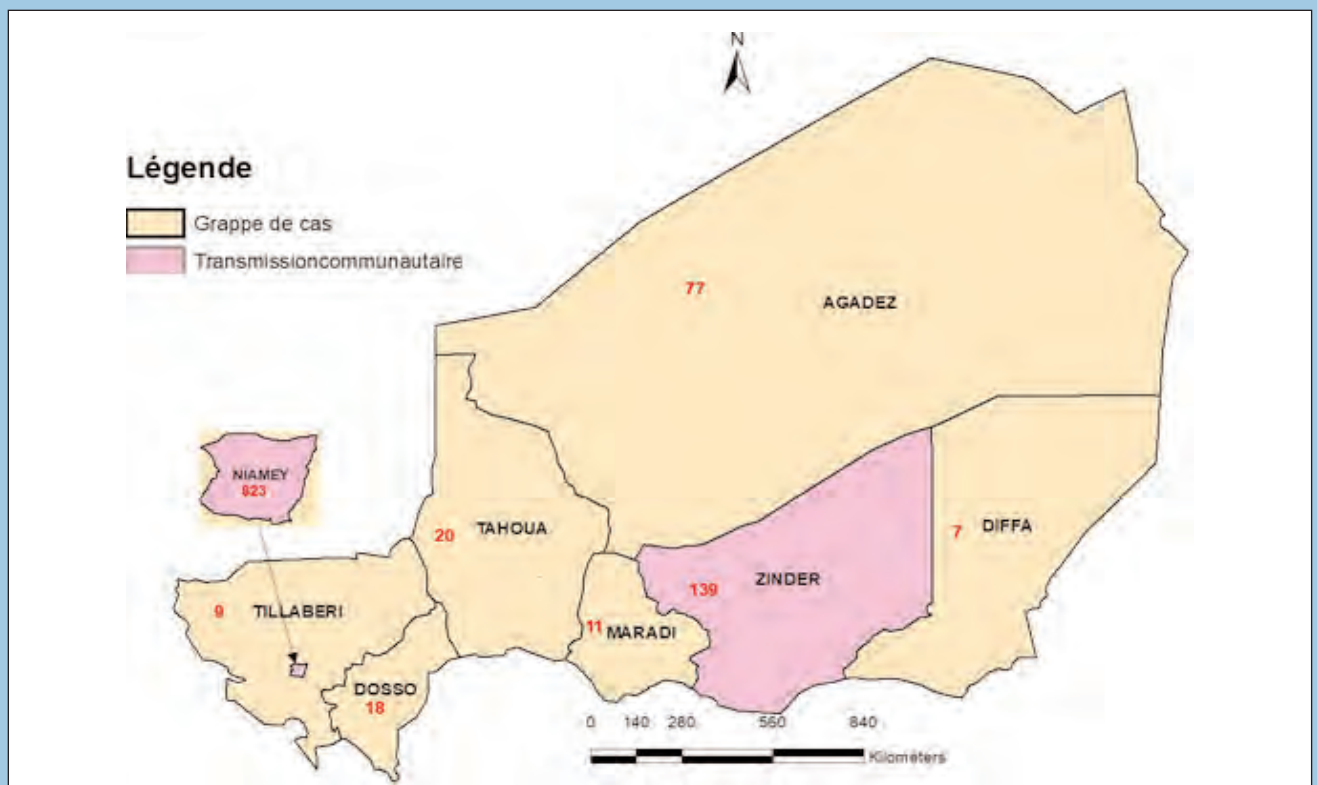 N
Légende
Grappe de cas
Transmissioncommunautaire
77
AGADEZ
NIAMEY
823
20
TAHOUA
7
DIFFA
139
ZINDER
9
TILLABERI
11
MARADI
DOSSO
18
0 140 280 560 840
Kilométers